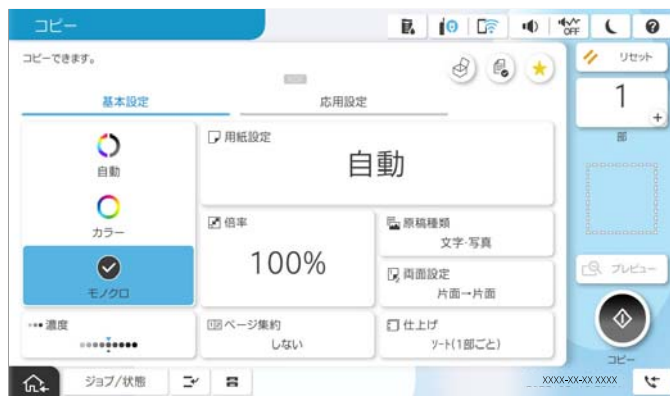 コピー
OFF
コピーできます。
リセット
基本設定
応用設定
1
部
自動
カラー
モノクロ
用紙設定
自動
倍率
100%
原稿種類
文字・写真
両面設定
片面→片面
プレビュー
濃度
ページ集約
しない
仕上げ
ソート(1部ごと)
コピー
ジョブ/状態
XXXX-XX-XX XXXX